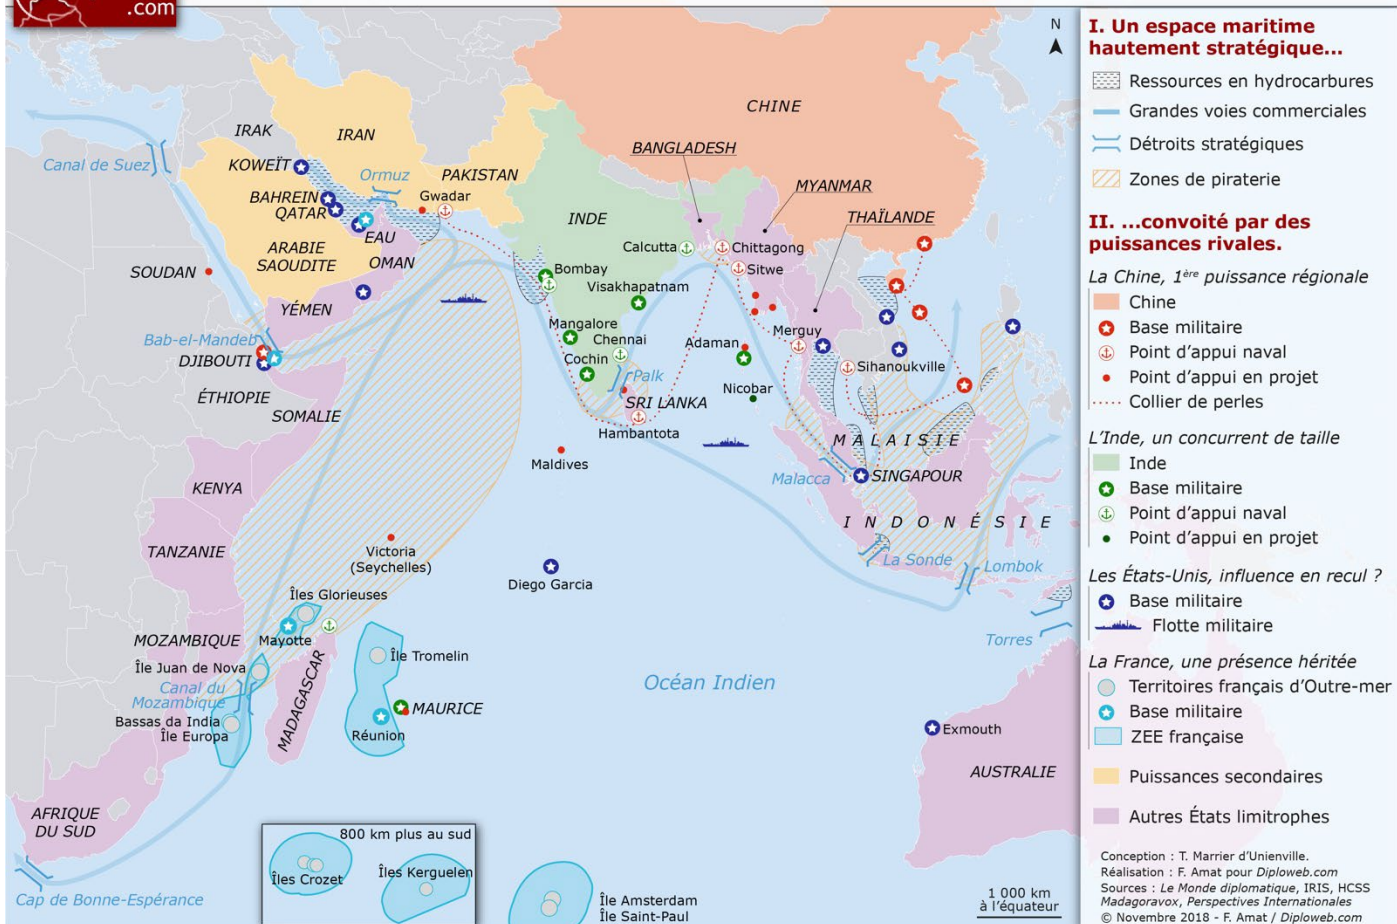 .com
N
IRAK
IRAN
CHINE
KOWEÏT
BAHREIN
QATAR
Canal de Suez
Ormuz
PAKISTAN
Gwadar
EAU
OMAN
ARABIE
SAOUDITE
SOUDAN
YÉMEN
Bab-el-Mandeb
DJIBOUTI
ÉTHIOPIE
SOMALIE
KENYA
TANZANIE
INDE
BANGLADESH
MYANMAR
THAÏLANDE
Calcutta
Chittagong
Sitwe
Bombay
Visakhapatnam
Mangalore
Chennai
Cochin
Palk
SRI LANKA
Hambantota
Adaman
Nicobar
Merguy
Sihanoukville
Maldives
Malacca
MALAISIE
SINGAPOUR
INDONÉSIE
La Sonde
Lombok
Torres
Victoria
(Seychelles)
Diego Garcia
Îles Glorieuses
MOZAMBIQUE
Mayotte
Île Juan de Nova
Canal du
Mozambique
Bassas da India
Île Europa
MADAGASCAR
Île Tromelin
MAURICE
Réunion
Océan Indien
Exmouth
AUSTRALIE
AFRIQUE
DU SUD
Cap de Bonne-Espérance
800 km plus au sud
Îles Crozet
Îles Kerguelen
Île Amsterdam
Île Saint-Paul
1 000 km
à l'équateur
I. Un espace maritime
hautement stratégique...
Ressources en hydrocarbures
Grandes voies commerciales
Détroits stratégiques
Zones de piraterie
II. ...convoité par des
puissances rivales.
La Chine, 1ère puissance régionale
Chine
Base militaire
Point d'appui naval
Point d'appui en projet
Collier de perles
L'Inde, un concurrent de taille
Inde
Base militaire
Point d'appui naval
Point d'appui en projet
Les États-Unis, influence en recul ?
Base militaire
Flotte militaire
La France, une présence héritée
Territoires français d'Outre-mer
Base militaire
ZEE française
Puissances secondaires
Autres États limitrophes
Conception : T. Marrier d'Unienville.
Réalisation : F. Amat pour Diploweb.com
Sources : Le Monde diplomatique, IRIS, HCSS
Madagoravox, Perspectives Internationales
© Novembre 2018 - F. Amat / Diploweb.com